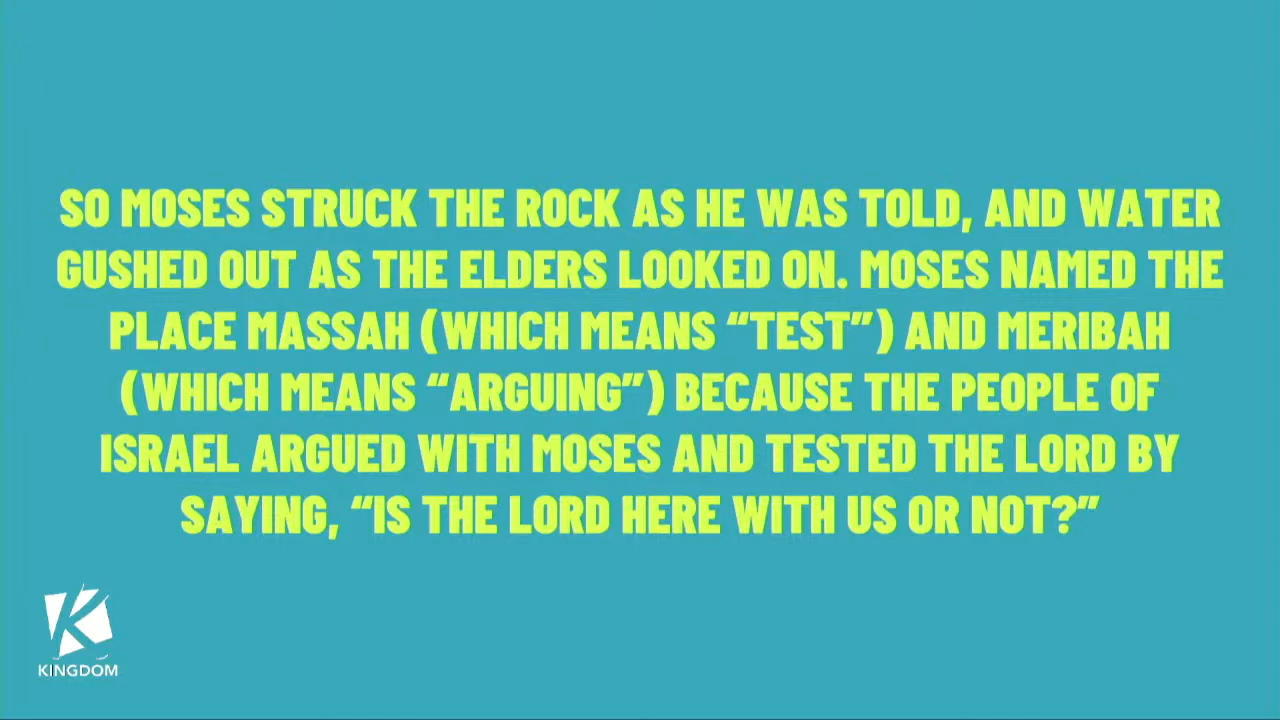 SO MOSES STRUCK THE ROCK AS HE WAS TOLD, AND WATER
GUSHED OUT AS THE ELDERS LOOKED ON. MOSES NAMED THE
PLACE MASSAH (WHICH MEANS “TEST”) AND MERIBAH
(WHICH MEANS “ARGUING”) BECAUSE THE PEOPLE OF
ISRAEL ARGUED WITH MOSES AND TESTED THE LORD BY
SAYING, “IS THE LORD HERE WITH US OR NOT?”
K
KINGDOM